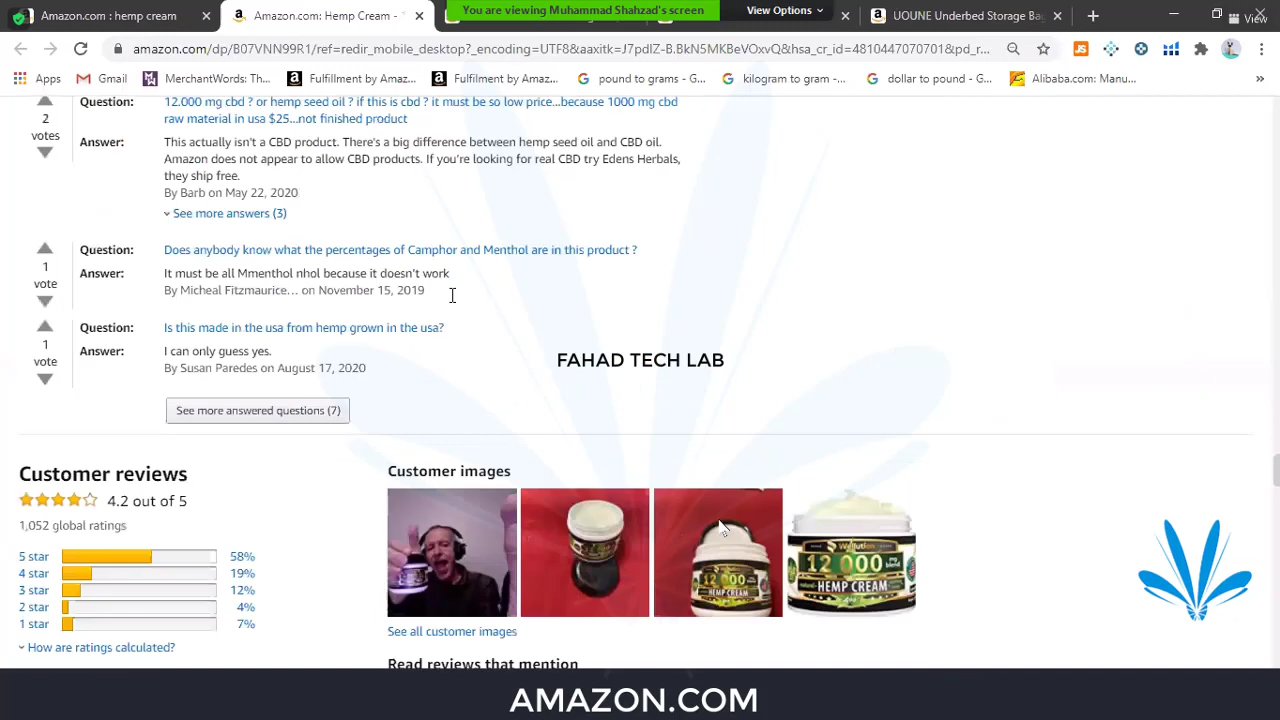 Amazon.com : hemp cream
Amazon.com: Hemp Cream -
You are viewing Muhammad Shahzad's screen
View Options
UOUNE Underbed Storage Bag
View
amazon.com/dp/B07VNN99R1/ref=redir_mobile_desktop?_encoding=UTF8&aaxitk=J7pdlZ-B.BkN5MKBeVOxvQ&hsa_cr_id=4810447070701&pd_r...
Apps
Gmail
MerchantWords: Th...
Fulfillment by Amaz...
Fulfilment by Amaz...
pound to grams - G...
kilogram to gram -...
dollar to pound - G...
Alibaba.com: Manu...
»
Question: 12.000 mg cbd ? or hemp seed oil ? if this is cbd ? it must be so low price...because 1000 mg cbd
raw material in usa $25...not finished product
2
votes
Answer: This actually isn't a CBD product. There's a big difference between hemp seed oil and CBD oil.
Amazon does not appear to allow CBD products. If you're looking for real CBD try Edens Herbals,
they ship free.
By Barb on May 22, 2020
See more answers (3)
Question: Does anybody know what the percentages of Camphor and Menthol are in this product ?
1
vote
Answer: It must be all Mmenthol nhol because it doesn't work
By Micheal Fitzmaurice... on November 15, 2019
Question: Is this made in the usa from hemp grown in the usa?
1
vote
Answer: I can only guess yes.
By Susan Paredes on August 17, 2020
FAHAD TECH LAB
See more answered questions (7)
Customer reviews
4.2 out of 5
1,052 global ratings
5 star 58%
4 star 19%
3 star 12%
2 star 4%
1 star 7%
How are ratings calculated?
Customer images
12 000
HEMP CREAM
Wellution
12 000
HEMP CREAM
See all customer images
Read reviews that mention
AMAZON.COM